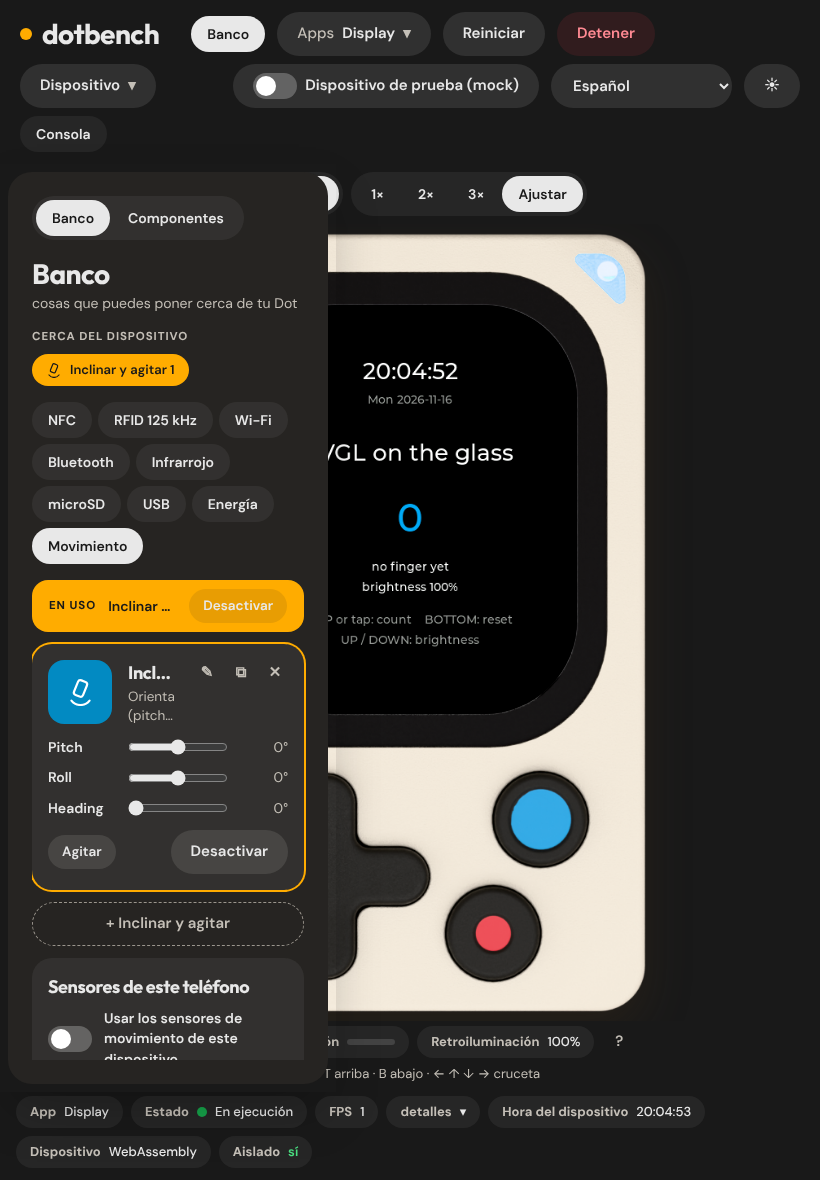 dotbench Banco Apps Display ▾ Reiniciar Detener
Dispositivo ▾ Dispositivo de prueba (mock) Español ☀
Consola
Banco Componentes
1× 2× 3× Ajustar
Banco
cosas que puedes poner cerca de tu Dot
CERCA DEL DISPOSITIVO
Inclinar y agitar 1
NFC RFID 125 kHz Wi-Fi
Bluetooth Infrarrojo
microSD USB Energía
Movimiento
EN USO Inclinar ... Desactivar
Incl... ✎ ⧉ ✕
Orienta
(pitch...
Pitch 0°
Roll 0°
Heading 0°
Agitar Desactivar
+ Inclinar y agitar
Sensores de este teléfono
Usar los sensores de
movimiento de este
dispositivo
20:04:52
Mon 2026-11-16
GL on the glass
0
no finger yet
brightness 100%
or tap: count BOTTOM: reset
UP / DOWN: brightness
Retroiluminación 100% ?
T arriba · B abajo · ← ↑ ↓ → cruceta
App Display Estado En ejecución FPS 1 detalles ▾ Hora del dispositivo 20:04:53
Dispositivo WebAssembly Aislado sí